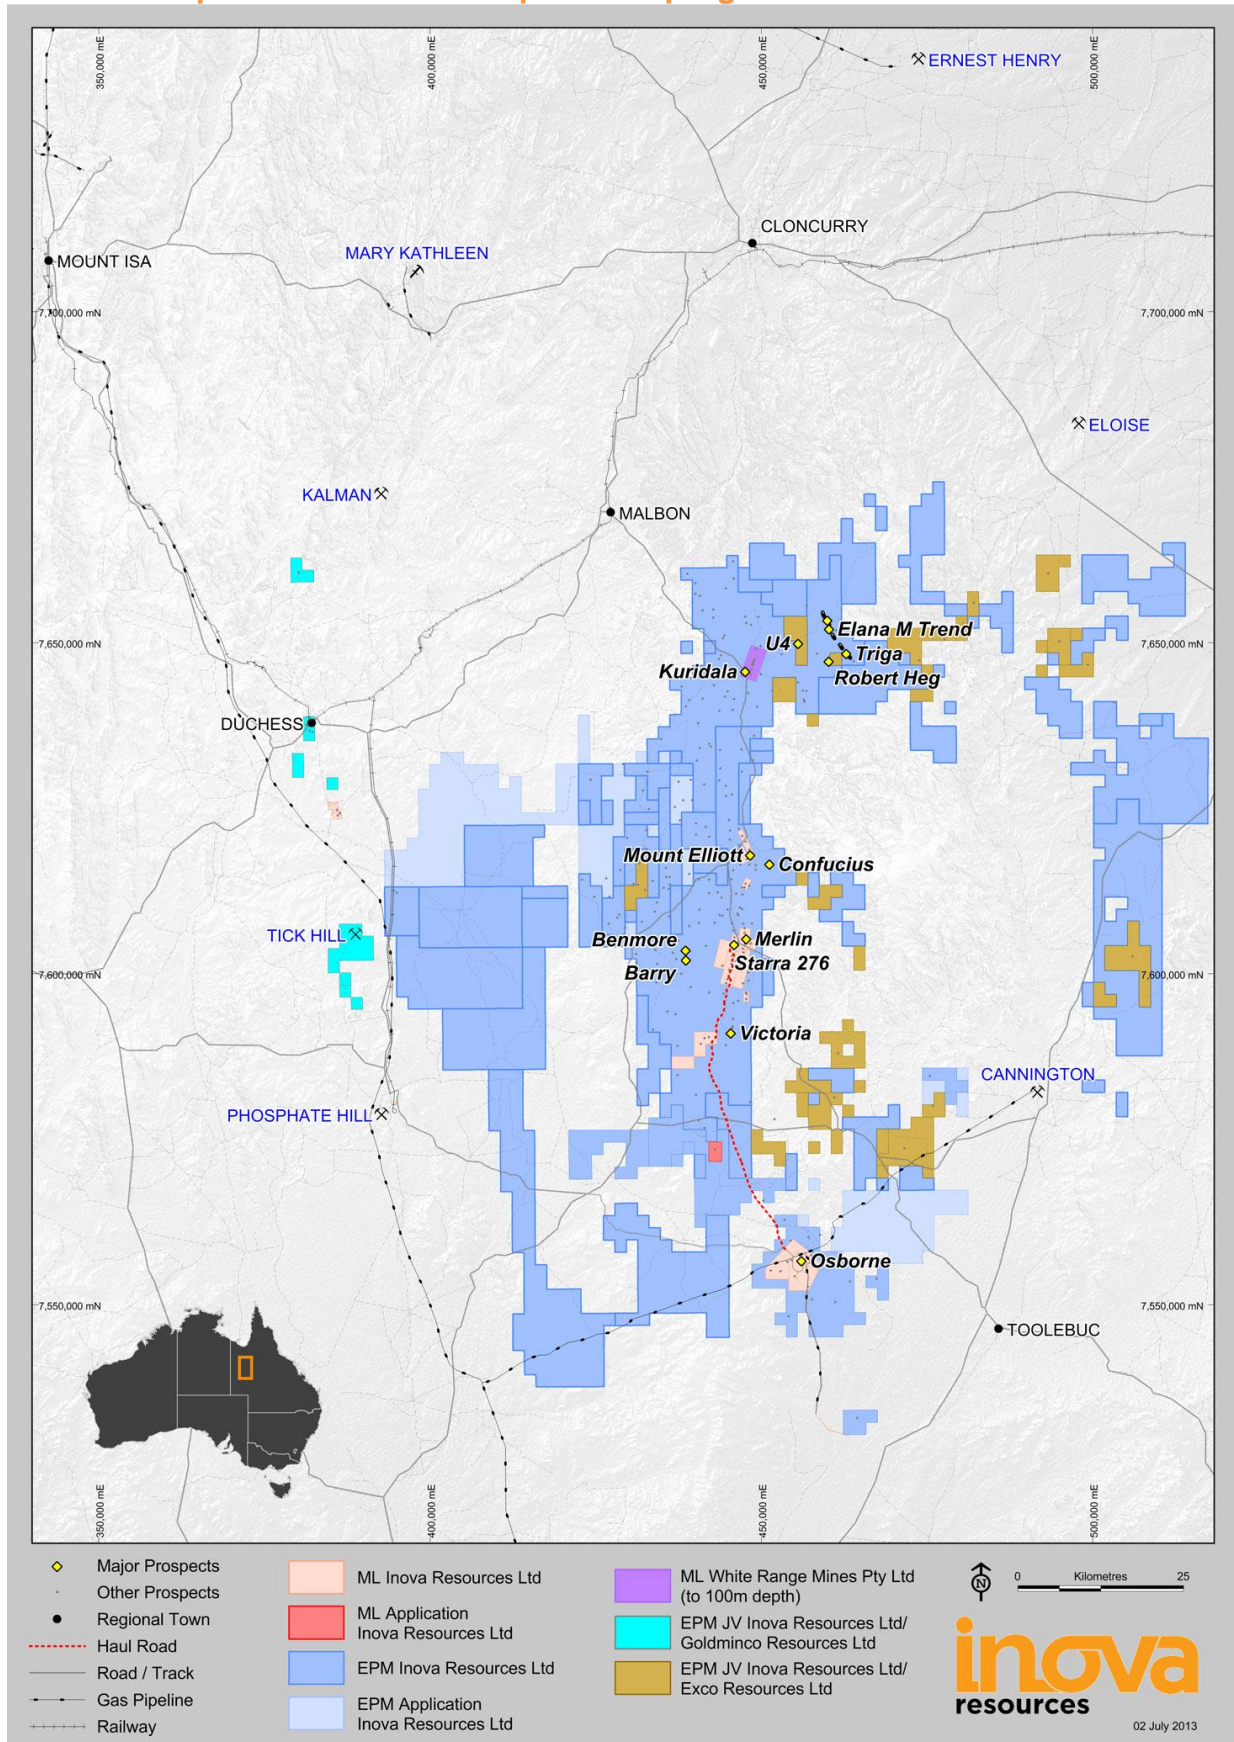 350,000 mE
400,000 mE
450,000 mE
500,000 mE
ERNEST HENRY
CLONCURRY
MARY KATHLEEN
MOUNT ISA
7,700,000 mN
7,700,000 mN
ELOISE
KALMAN
MALBON
7,650,000 mN
7,650,000 mN
Elana M Trend
U4
Triga
Kuridala
Robert Heg
DUCHESS
Mount Elliott
Confucius
TICK HILL
Benmore
Merlin
Barry
Starra 276
7,600,000 mN
7,600,000 mN
Victoria
CANNINGTON
PHOSPHATE HILL
Osborne
7,550,000 mN
7,550,000 mN
TOOLEBUC
350,000 mE
400,000 mE
450,000 mE
500,000 mE
Major Prospects
Other Prospects
Regional Town
Haul Road
Road / Track
Gas Pipeline
Railway
ML Inova Resources Ltd
ML Application
Inova Resources Ltd
EPM Inova Resources Ltd
EPM Application
Inova Resources Ltd
ML White Range Mines Pty Ltd
(to 100m depth)
EPM JV Inova Resources Ltd/
Goldminco Resources Ltd
EPM JV Inova Resources Ltd/
Exco Resources Ltd
N
0 Kilometres 25
inova
resources
02 July 2013